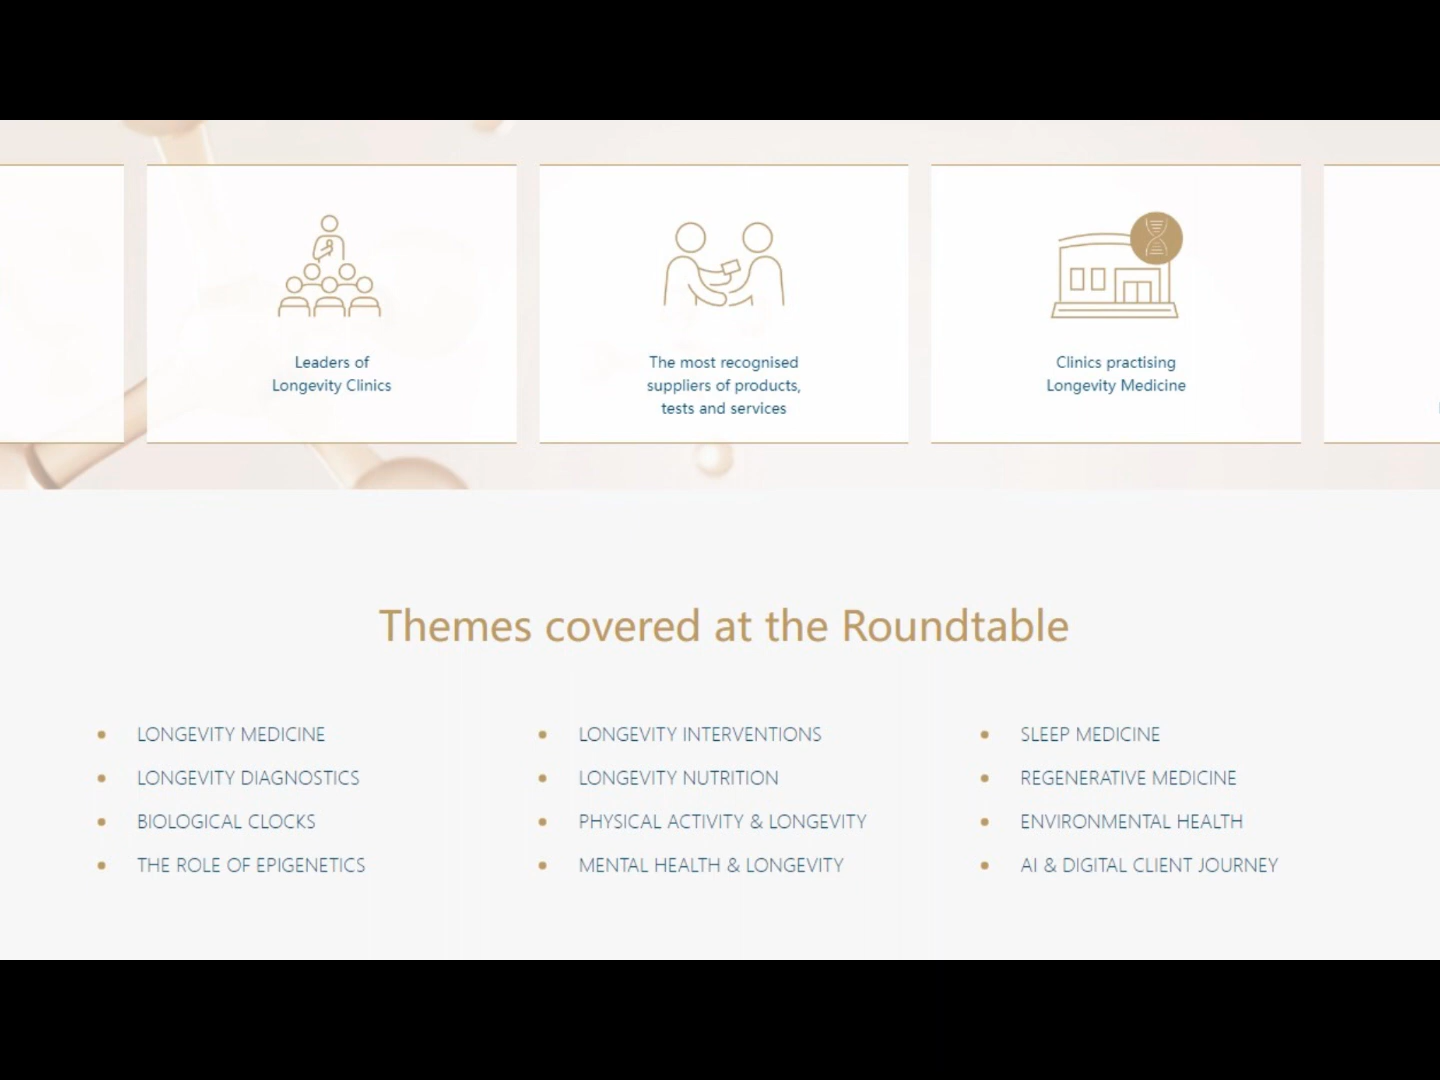 Leaders of
Longevity Clinics
The most recognised
suppliers of products,
tests and services
Clinics practising
Longevity Medicine
Themes covered at the Roundtable
LONGEVITY MEDICINE
LONGEVITY DIAGNOSTICS
BIOLOGICAL CLOCKS
THE ROLE OF EPIGENETICS
LONGEVITY INTERVENTIONS
LONGEVITY NUTRITION
PHYSICAL ACTIVITY & LONGEVITY
MENTAL HEALTH & LONGEVITY
SLEEP MEDICINE
REGENERATIVE MEDICINE
ENVIRONMENTAL HEALTH
AI & DIGITAL CLIENT JOURNEY